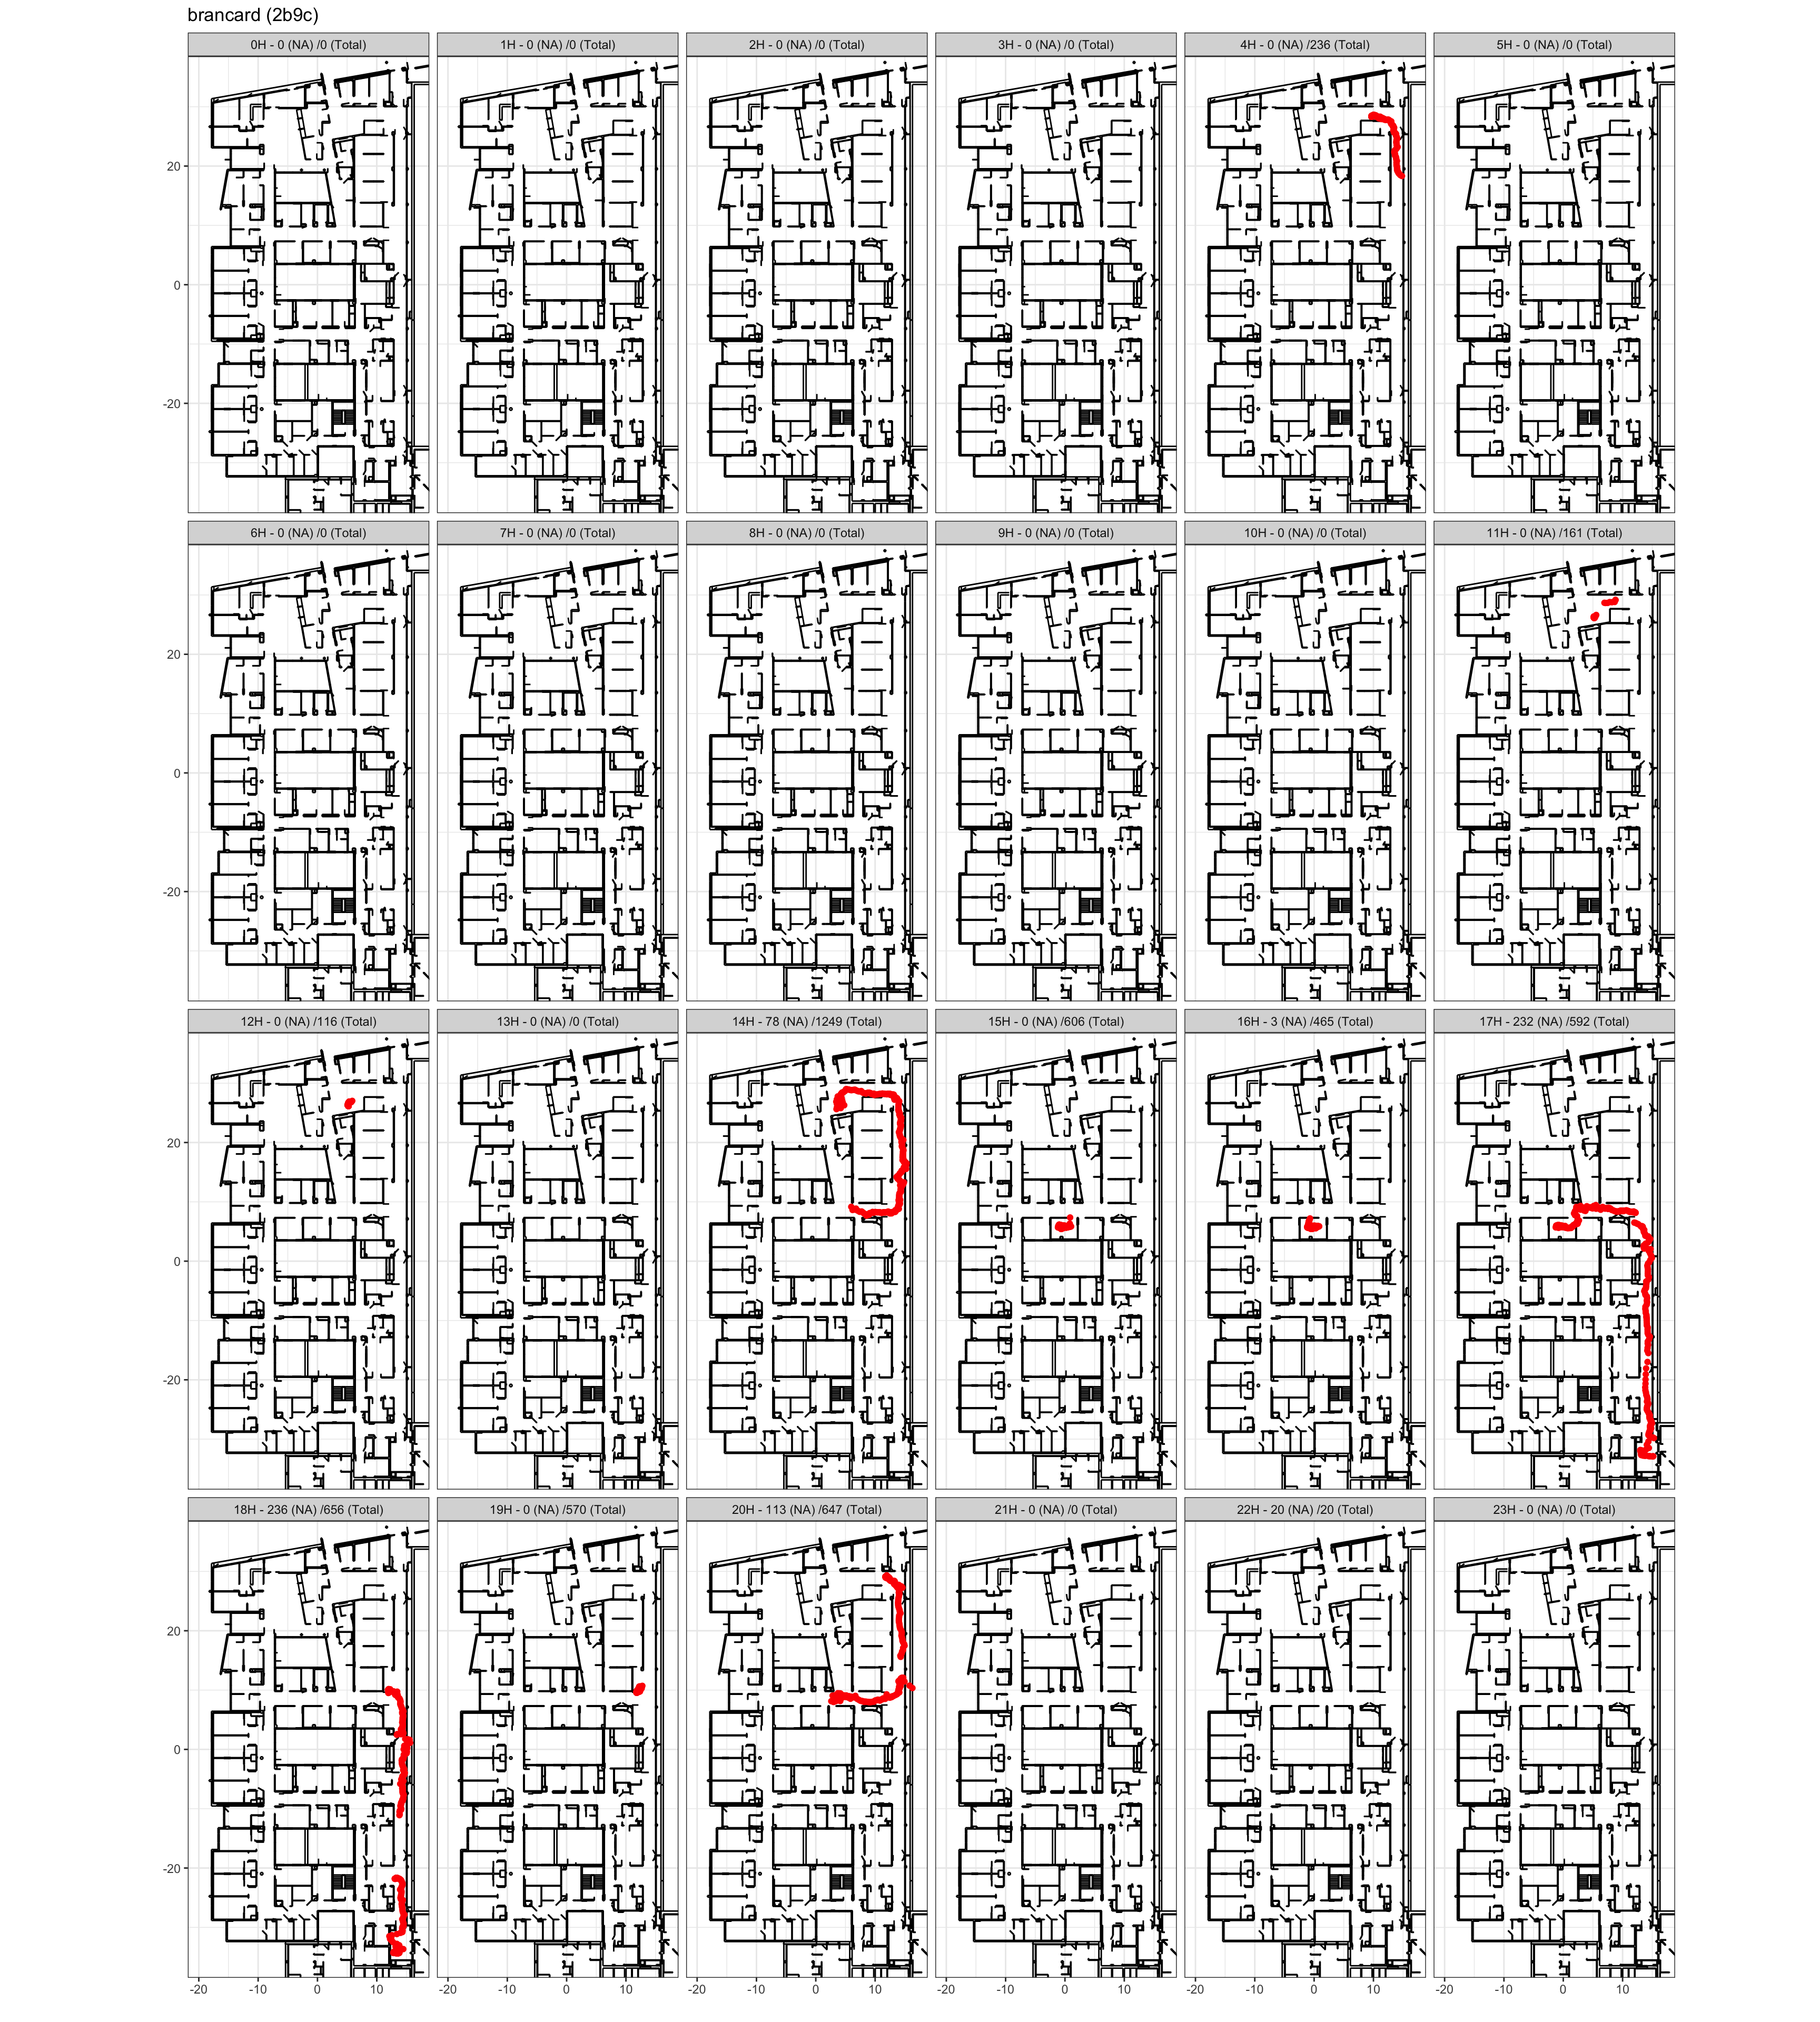 brancard (2b9c)
0H - 0 (NA) /0 (Total) 1H - 0 (NA) /0 (Total) 2H - 0 (NA) /0 (Total) 3H - 0 (NA) /0 (Total) 4H - 0 (NA) /236 (Total) 5H - 0 (NA) /0 (Total)
20
0
-20
6H - 0 (NA) /0 (Total) 7H - 0 (NA) /0 (Total) 8H - 0 (NA) /0 (Total) 9H - 0 (NA) /0 (Total) 10H - 0 (NA) /0 (Total) 11H - 0 (NA) /161 (Total)
20
0
-20
12H - 0 (NA) /116 (Total) 13H - 0 (NA) /0 (Total) 14H - 78 (NA) /1249 (Total) 15H - 0 (NA) /606 (Total) 16H - 3 (NA) /465 (Total) 17H - 232 (NA) /592 (Total)
20
0
-20
18H - 236 (NA) /656 (Total) 19H - 0 (NA) /570 (Total) 20H - 113 (NA) /647 (Total) 21H - 0 (NA) /0 (Total) 22H - 20 (NA) /20 (Total) 23H - 0 (NA) /0 (Total)
20
0
-20
-20 -10 0 10 -20 -10 0 10 -20 -10 0 10 -20 -10 0 10 -20 -10 0 10 -20 -10 0 10